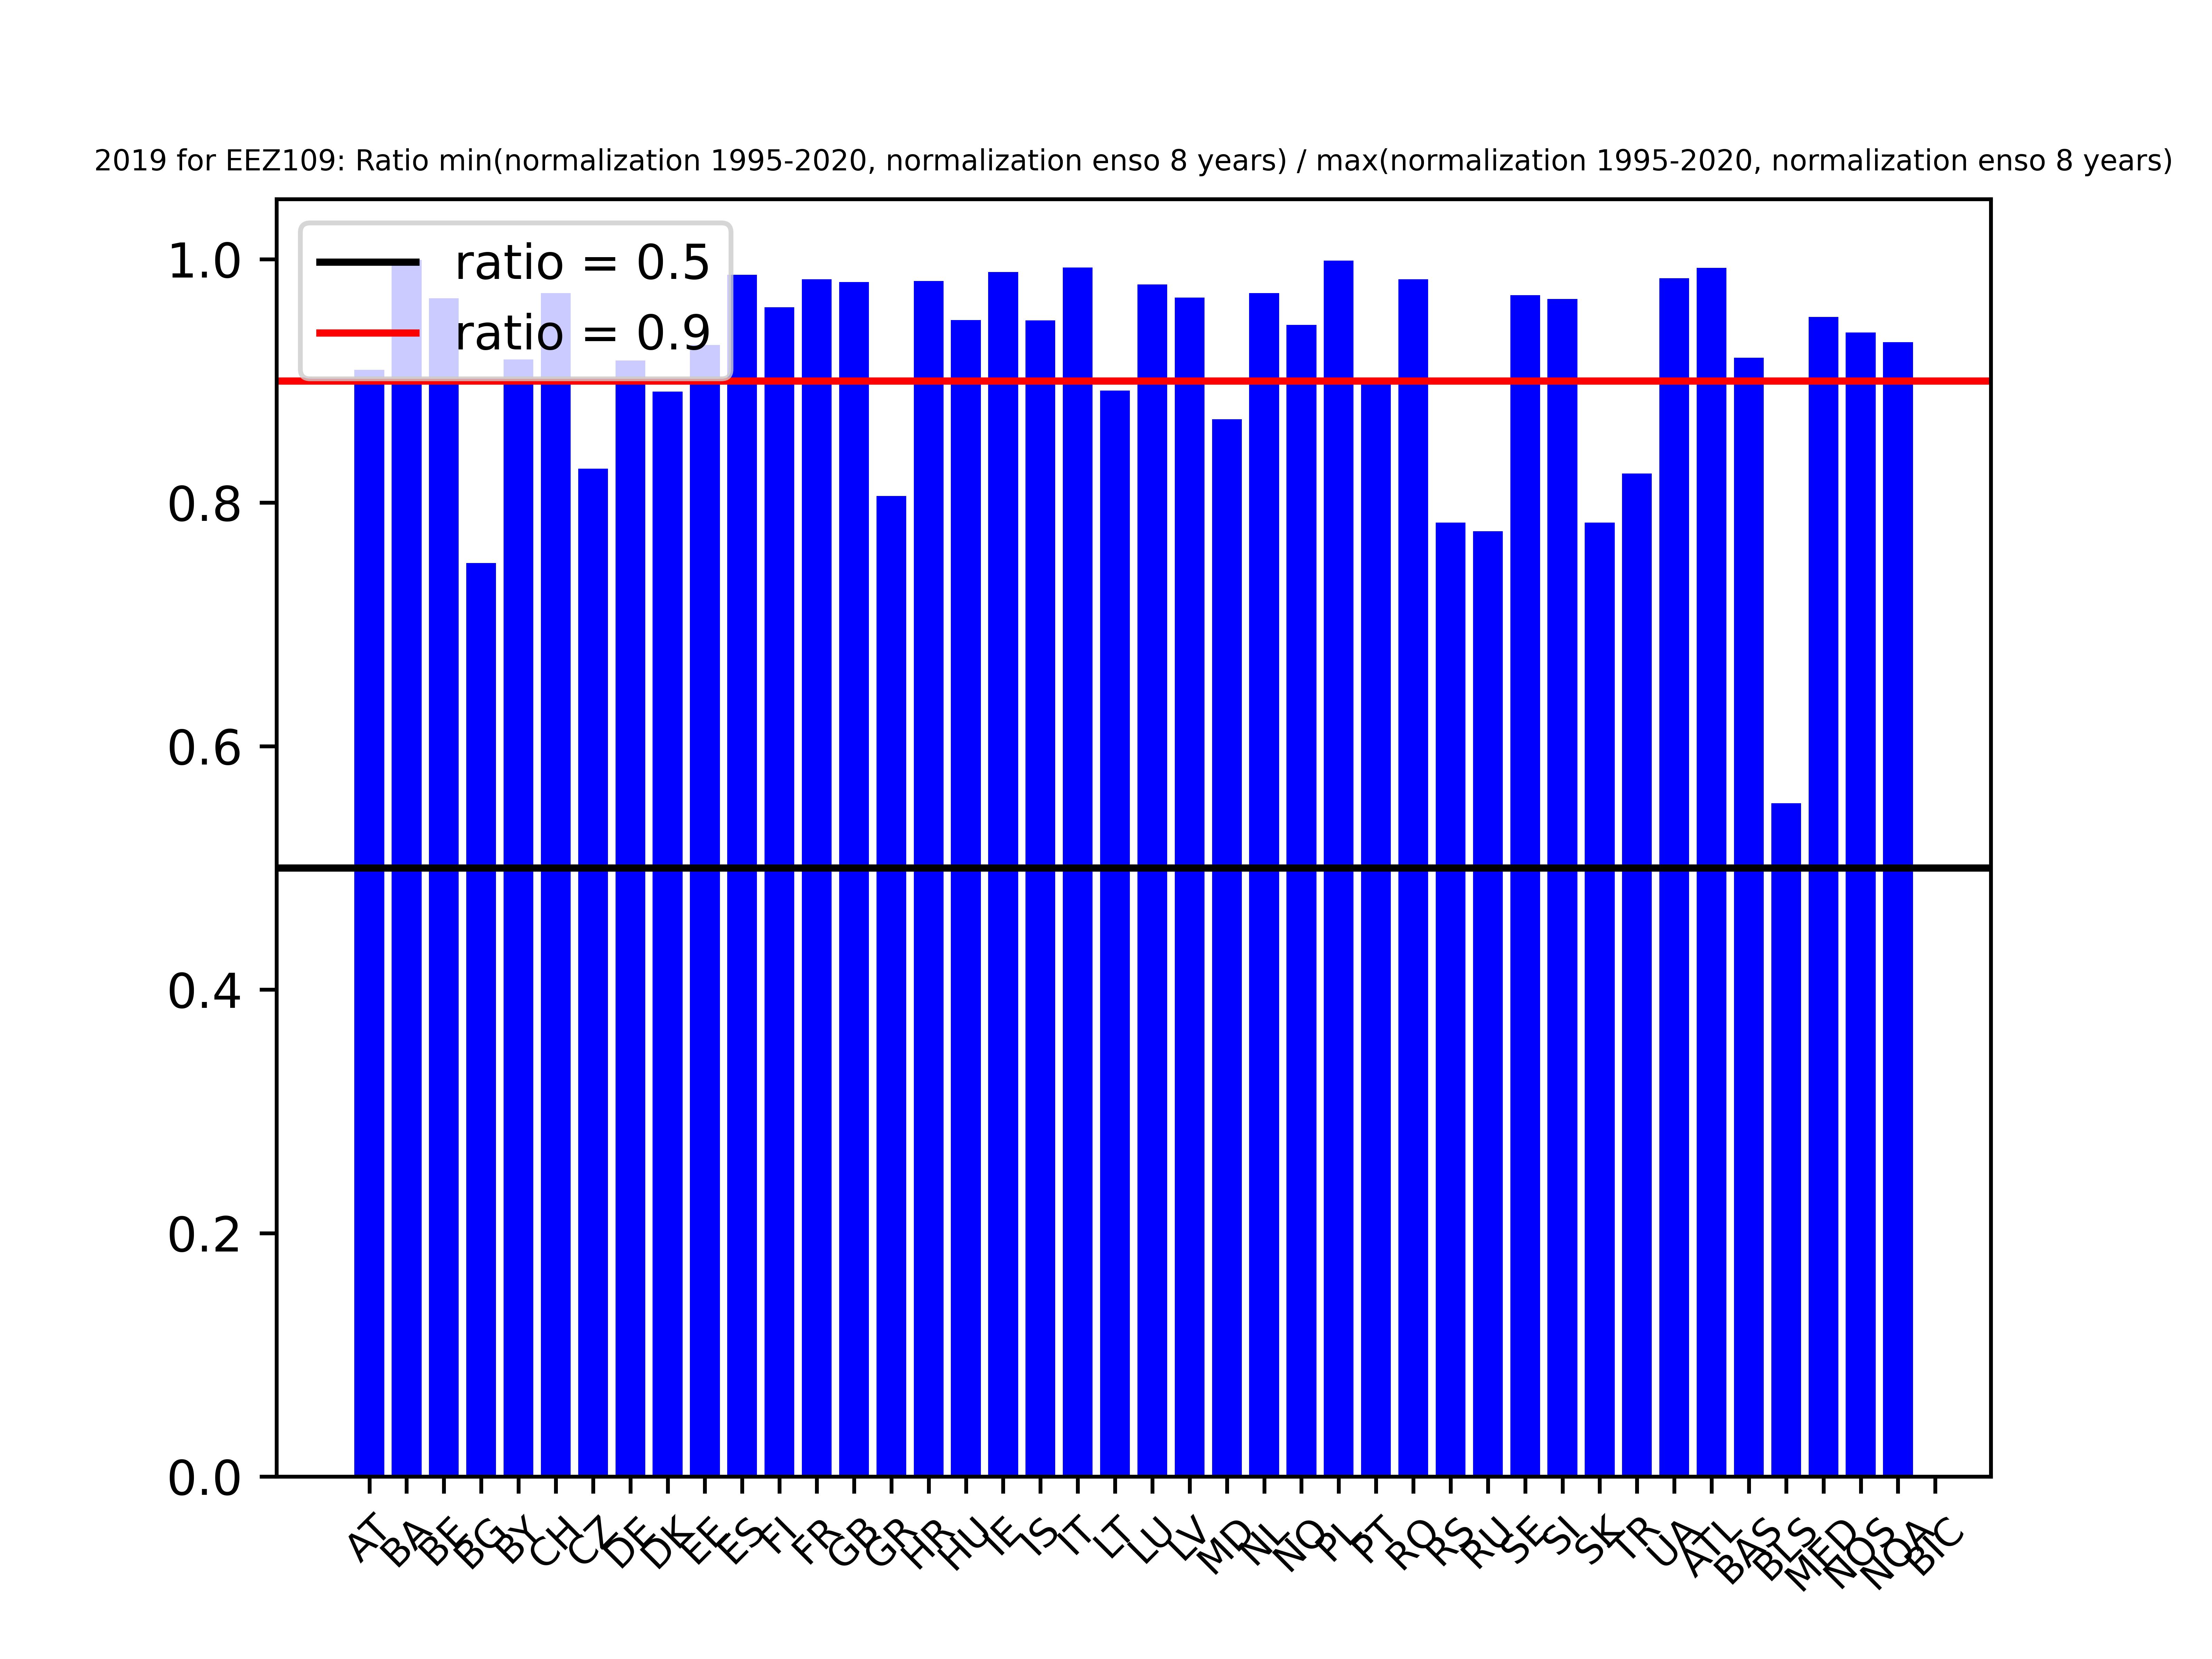 2019 for EEZ109: Ratio min(normalization 1995-2020, normalization enso 8 years) / max(normalization 1995-2020, normalization enso 8 years)
ratio = 0.5
ratio = 0.9
1.0
0.8
0.6
0.4
0.2
0.0
AT BA BE BG BY CH CZ DE DK EE ES FI FR GB GR HR HU IE IS IT LT LU LV MD NL NO PL PT RO RS RU SE SI SK TR UA ATL BAS BLS MED NOS NOA BIC